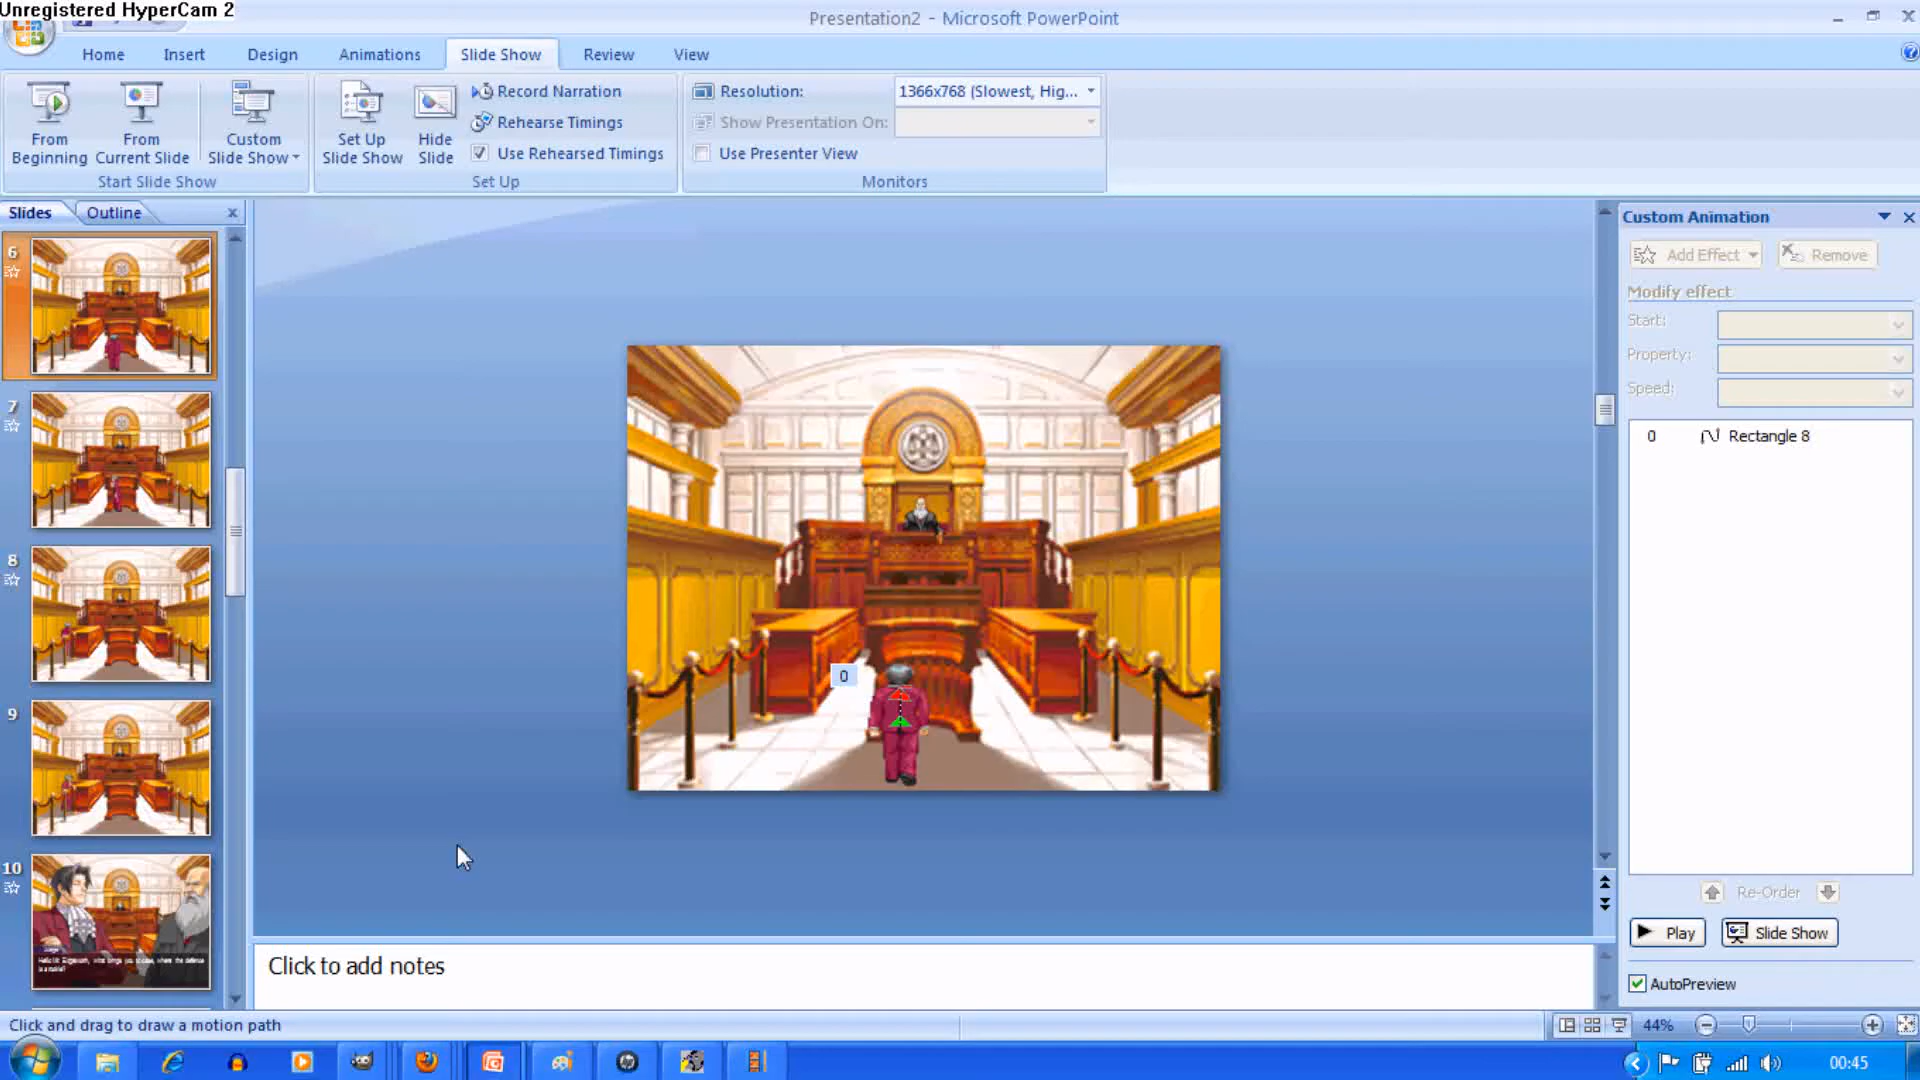 Unregistered HyperCam 2
Presentation2 - Microsoft PowerPoint
Home Insert Design Animations Slide Show Review View
From Beginning
From Current Slide
Custom Slide Show
Start Slide Show
Set Up Slide Show
Hide Slide
Record Narration
Rehearse Timings
Use Rehearsed Timings
Set Up
Resolution: 1366x768 (Slowest, Hig...
Show Presentation On:
Use Presenter View
Monitors
Slides Outline
6
7
8
9
10
0
Custom Animation
Add Effect Remove
Modify effect
Start:
Property:
Speed:
0 Rectangle 8
Re-Order
Play Slide Show
AutoPreview
Click to add notes
Click and drag to draw a motion path
44%
00:45